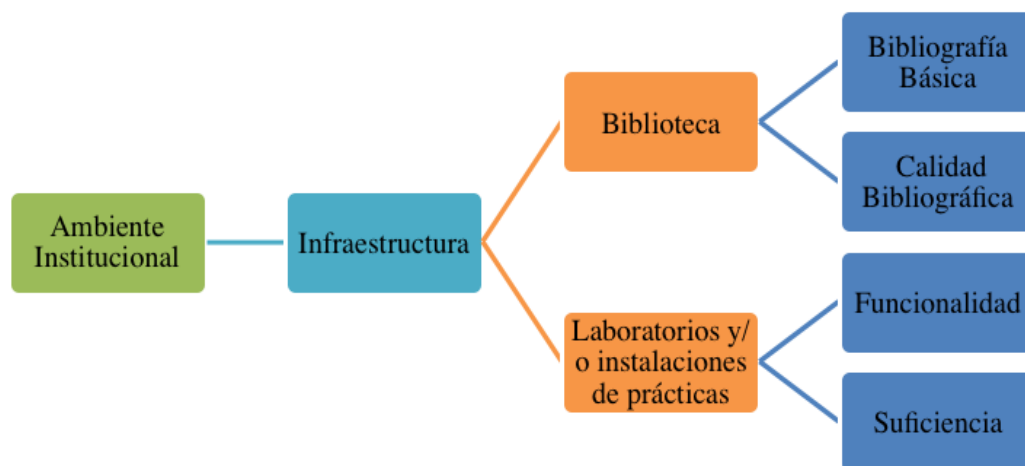 Ambiente
Institucional
Infraestructura
Biblioteca
Bibliografía
Básica
Calidad
Bibliográfica
Laboratorios y/
o instalaciones
de prácticas
Funcionalidad
Suficiencia